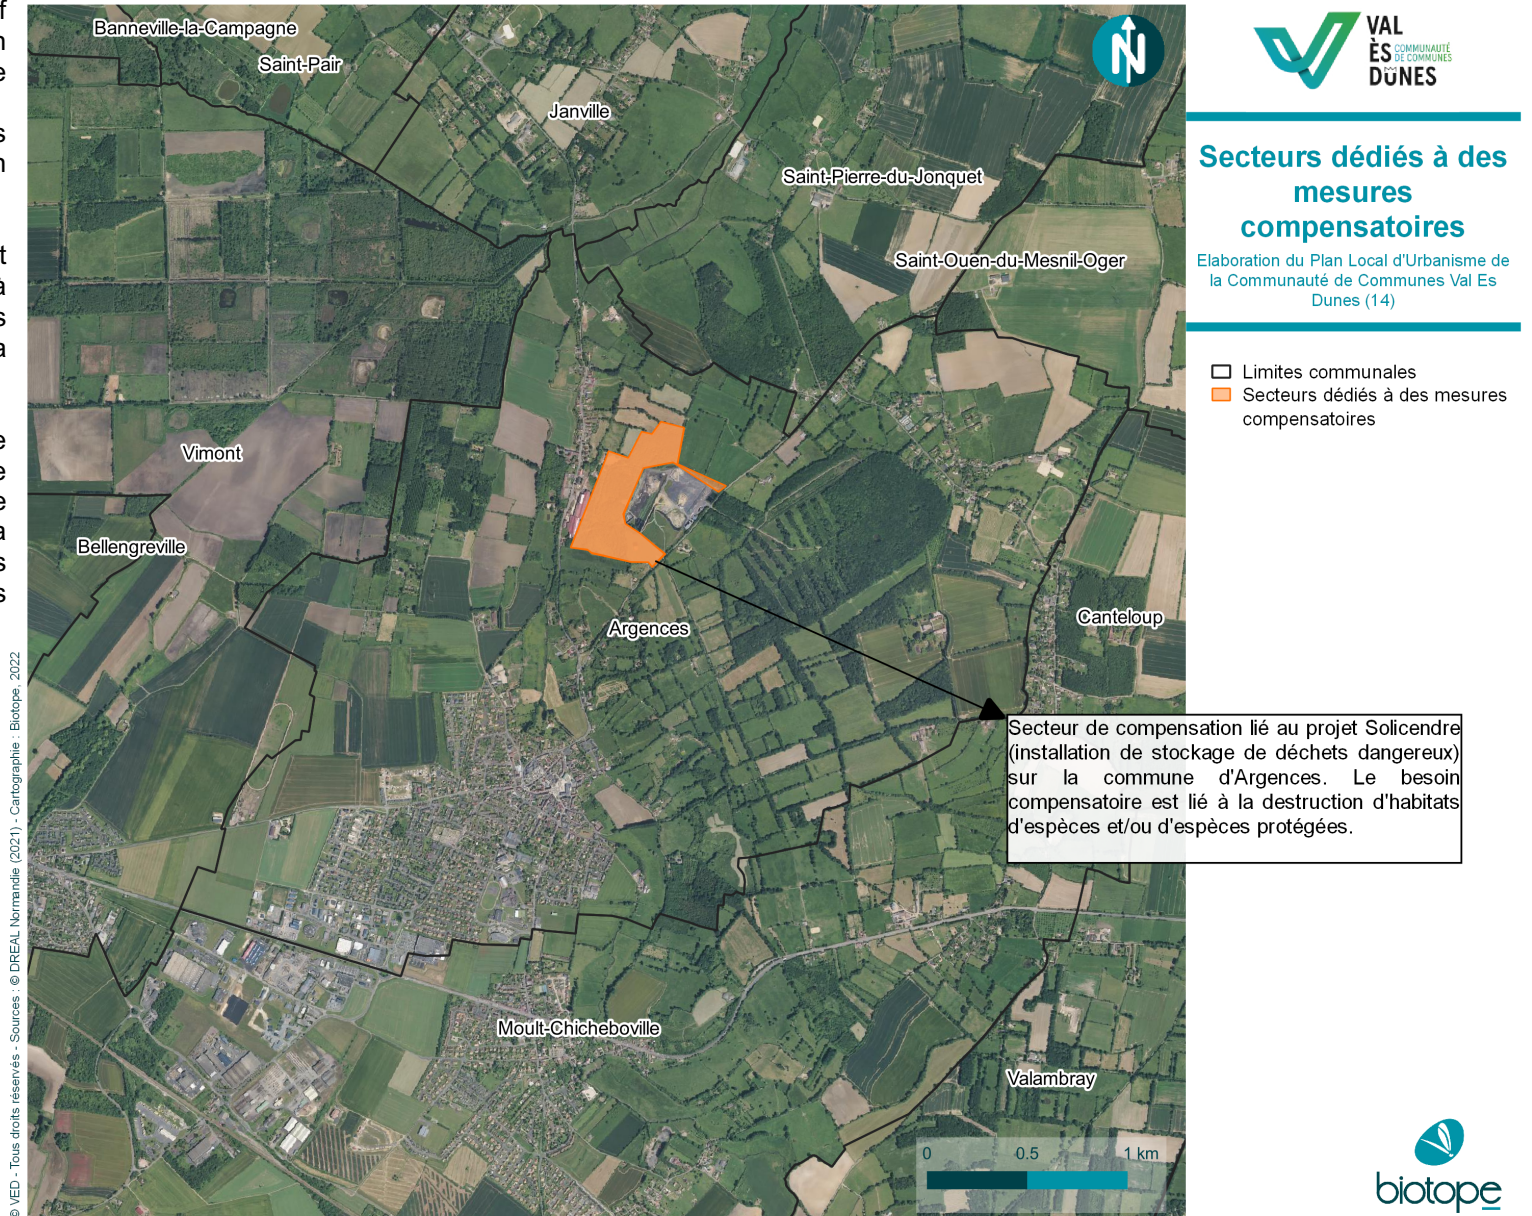 f
n
e
s
n
t
à
s
a
e
e
e
a
s
s
Banneville-la-Campagne
Saint-Pair
Janville
Saint-Pierre-du-Jonquet
Saint-Ouen-du-Mesnil-Oger
Vimont
Bellengreville
Argences
Canteloup
Moult-Chicheboville
Valambray
N
0 0.5 1 km
Secteur de compensation lié au projet Solicendre
(installation de stockage de déchets dangereux)
sur la commune d'Argences. Le besoin
compensatoire est lié à la destruction d'habitats
d'espèces et/ou d'espèces protégées.
VAL
ÈS COMMUNAUTÉ
DE COMMUNES
DUNES
Secteurs dédiés à des
mesures
compensatoires
Elaboration du Plan Local d'Urbanisme de
la Communauté de Communes Val Es
Dunes (14)
Limites communales
Secteurs dédiés à des mesures
compensatoires
biotope
© VED - Tous droits réservés - Sources : © DREAL Normandie (2021) - Cartographie : Biotope, 2022